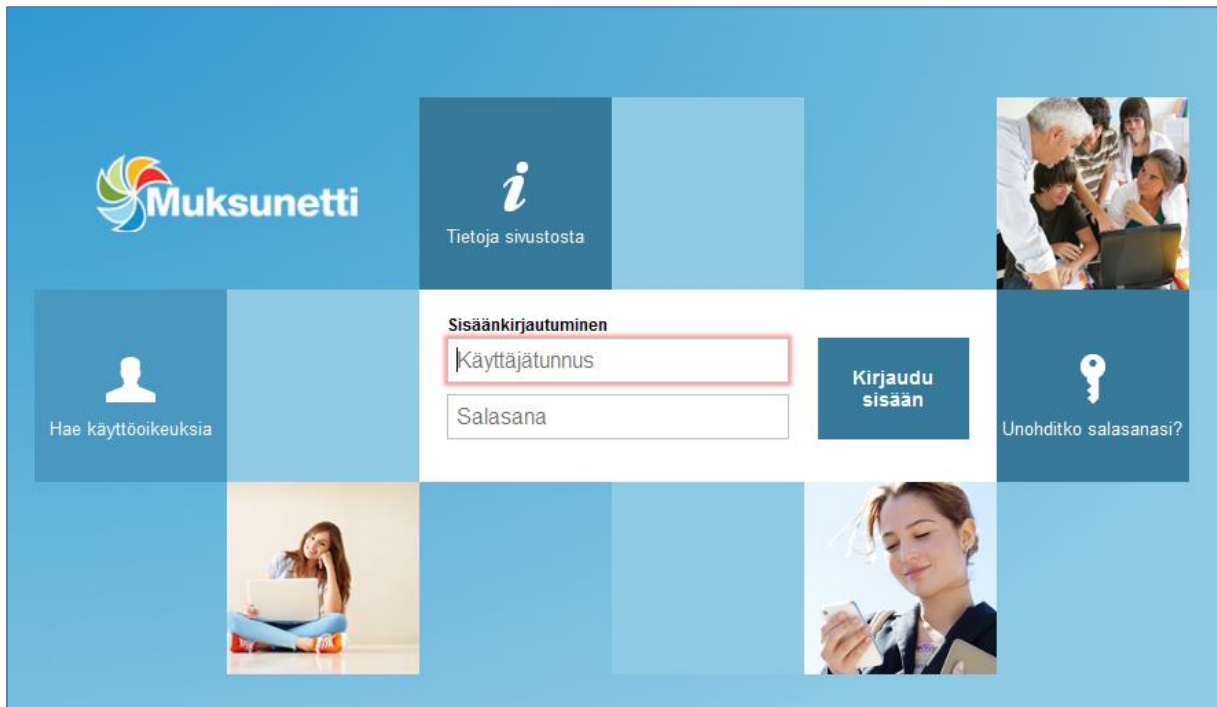 Muksunetti
Tietoja sivustosta
Sisäänkirjautuminen
Käyttäjätunnus
Salasana
Kirjaudu
sisään
Hae käyttöoikeuksia
Unohditko salasanasi?